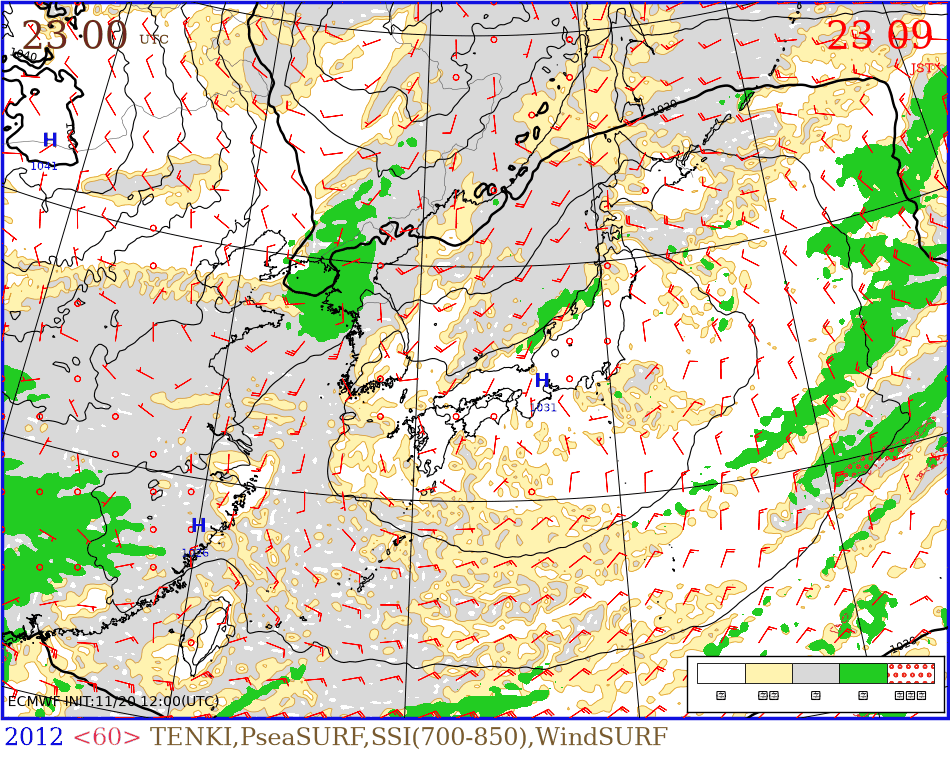 23 00 UTC
23 09
JST
1040
1020
H
1041
H
1031
H
1020
ECMWF INIT:11/20 12:00(UTC)
2012 <60> TENKI,PseaSURF,SSI(700-850),WindSURF